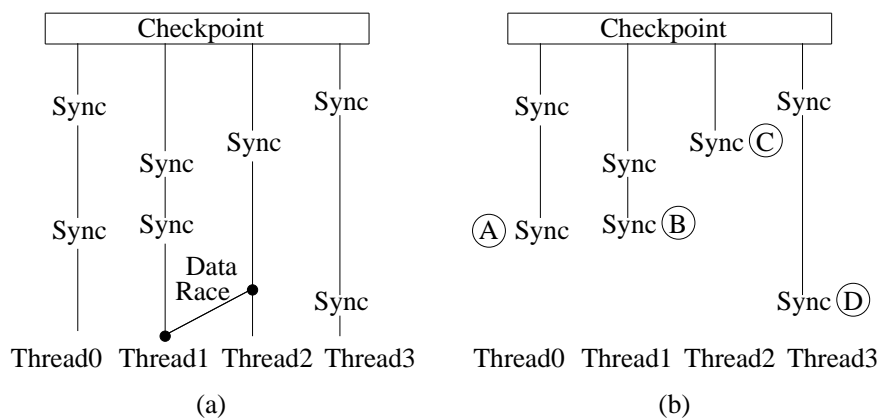 Checkpoint
Sync
Sync
Sync
Sync
Sync
Sync
Data
Race
Sync
Thread0 Thread1 Thread2 Thread3
(a)
Checkpoint
Sync
Sync
Sync C
Sync
A Sync
Sync B
Sync D
Thread0 Thread1 Thread2 Thread3
(b)